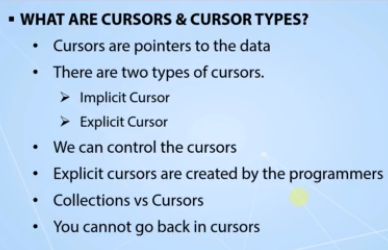 ▪ WHAT ARE CURSORS & CURSOR TYPES?
• Cursors are pointers to the data
• There are two types of cursors.
➢ Implicit Cursor
➢ Explicit Cursor
• We can control the cursors
• Explicit cursors are created by the programmers
• Collections vs Cursors
• You cannot go back in cursors